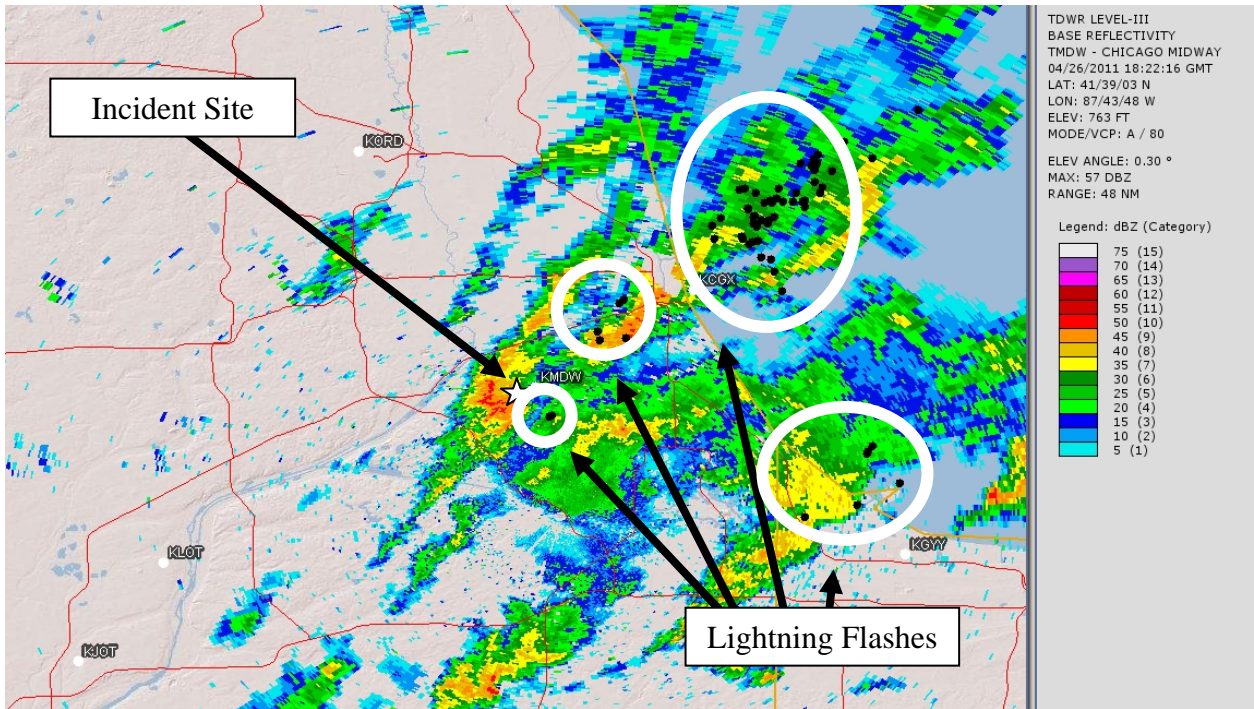 Incident Site
KORD
KCGX
KMDW
KLOT
KGYY
KJOT
Lightning Flashes
TDWR LEVEL-III
BASE REFLECTIVITY
TMDW - CHICAGO MIDWAY
04/26/2011 18:22:16 GMT
LAT: 41/39/03 N
LON: 87/43/48 W
ELEV: 763 FT
MODE/VCP: A / 80
ELEV ANGLE: 0.30 °
MAX: 57 DBZ
RANGE: 48 NM
Legend: dBZ (Category)
75 (15)
70 (14)
65 (13)
60 (12)
55 (11)
50 (10)
45 (9)
40 (8)
35 (7)
30 (6)
25 (5)
20 (4)
15 (3)
10 (2)
5 (1)